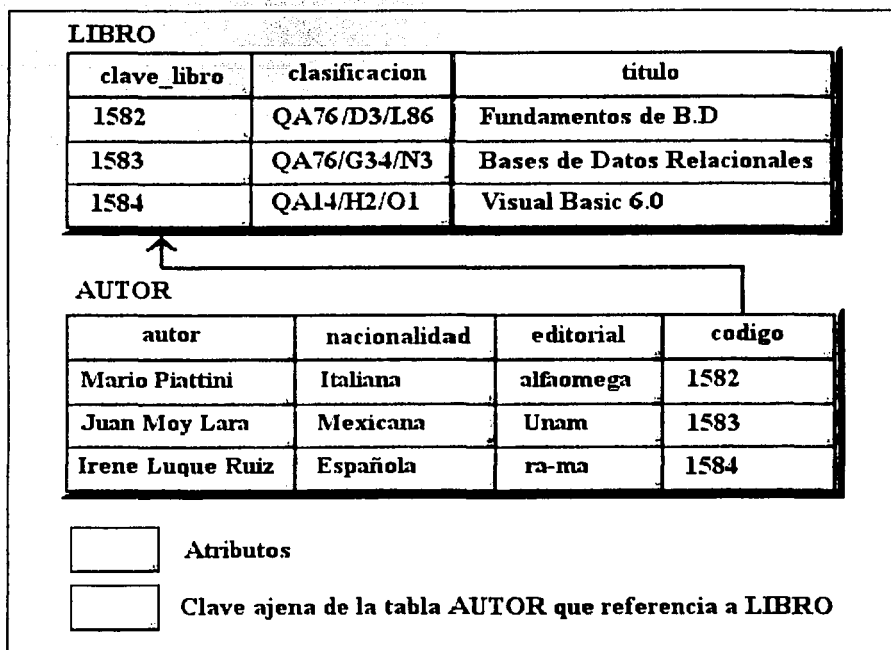 LIBRO
clave_libro clasificacion titulo
1582 QA76/D3/L86 Fundamentos de B.D
1583 QA76/G34/N3 Bases de Datos Relacionales
1584 QA14/H2/O1 Visual Basic 6.0
AUTOR
autor nacionalidad editorial codigo
Mario Piattini Italiana alfaomega 1582
Juan Moy Lara Mexicana Unam 1583
Irene Luque Ruiz Española ra-ma 1584
Atributos
Clave ajena de la tabla AUTOR que referencia a LIBRO